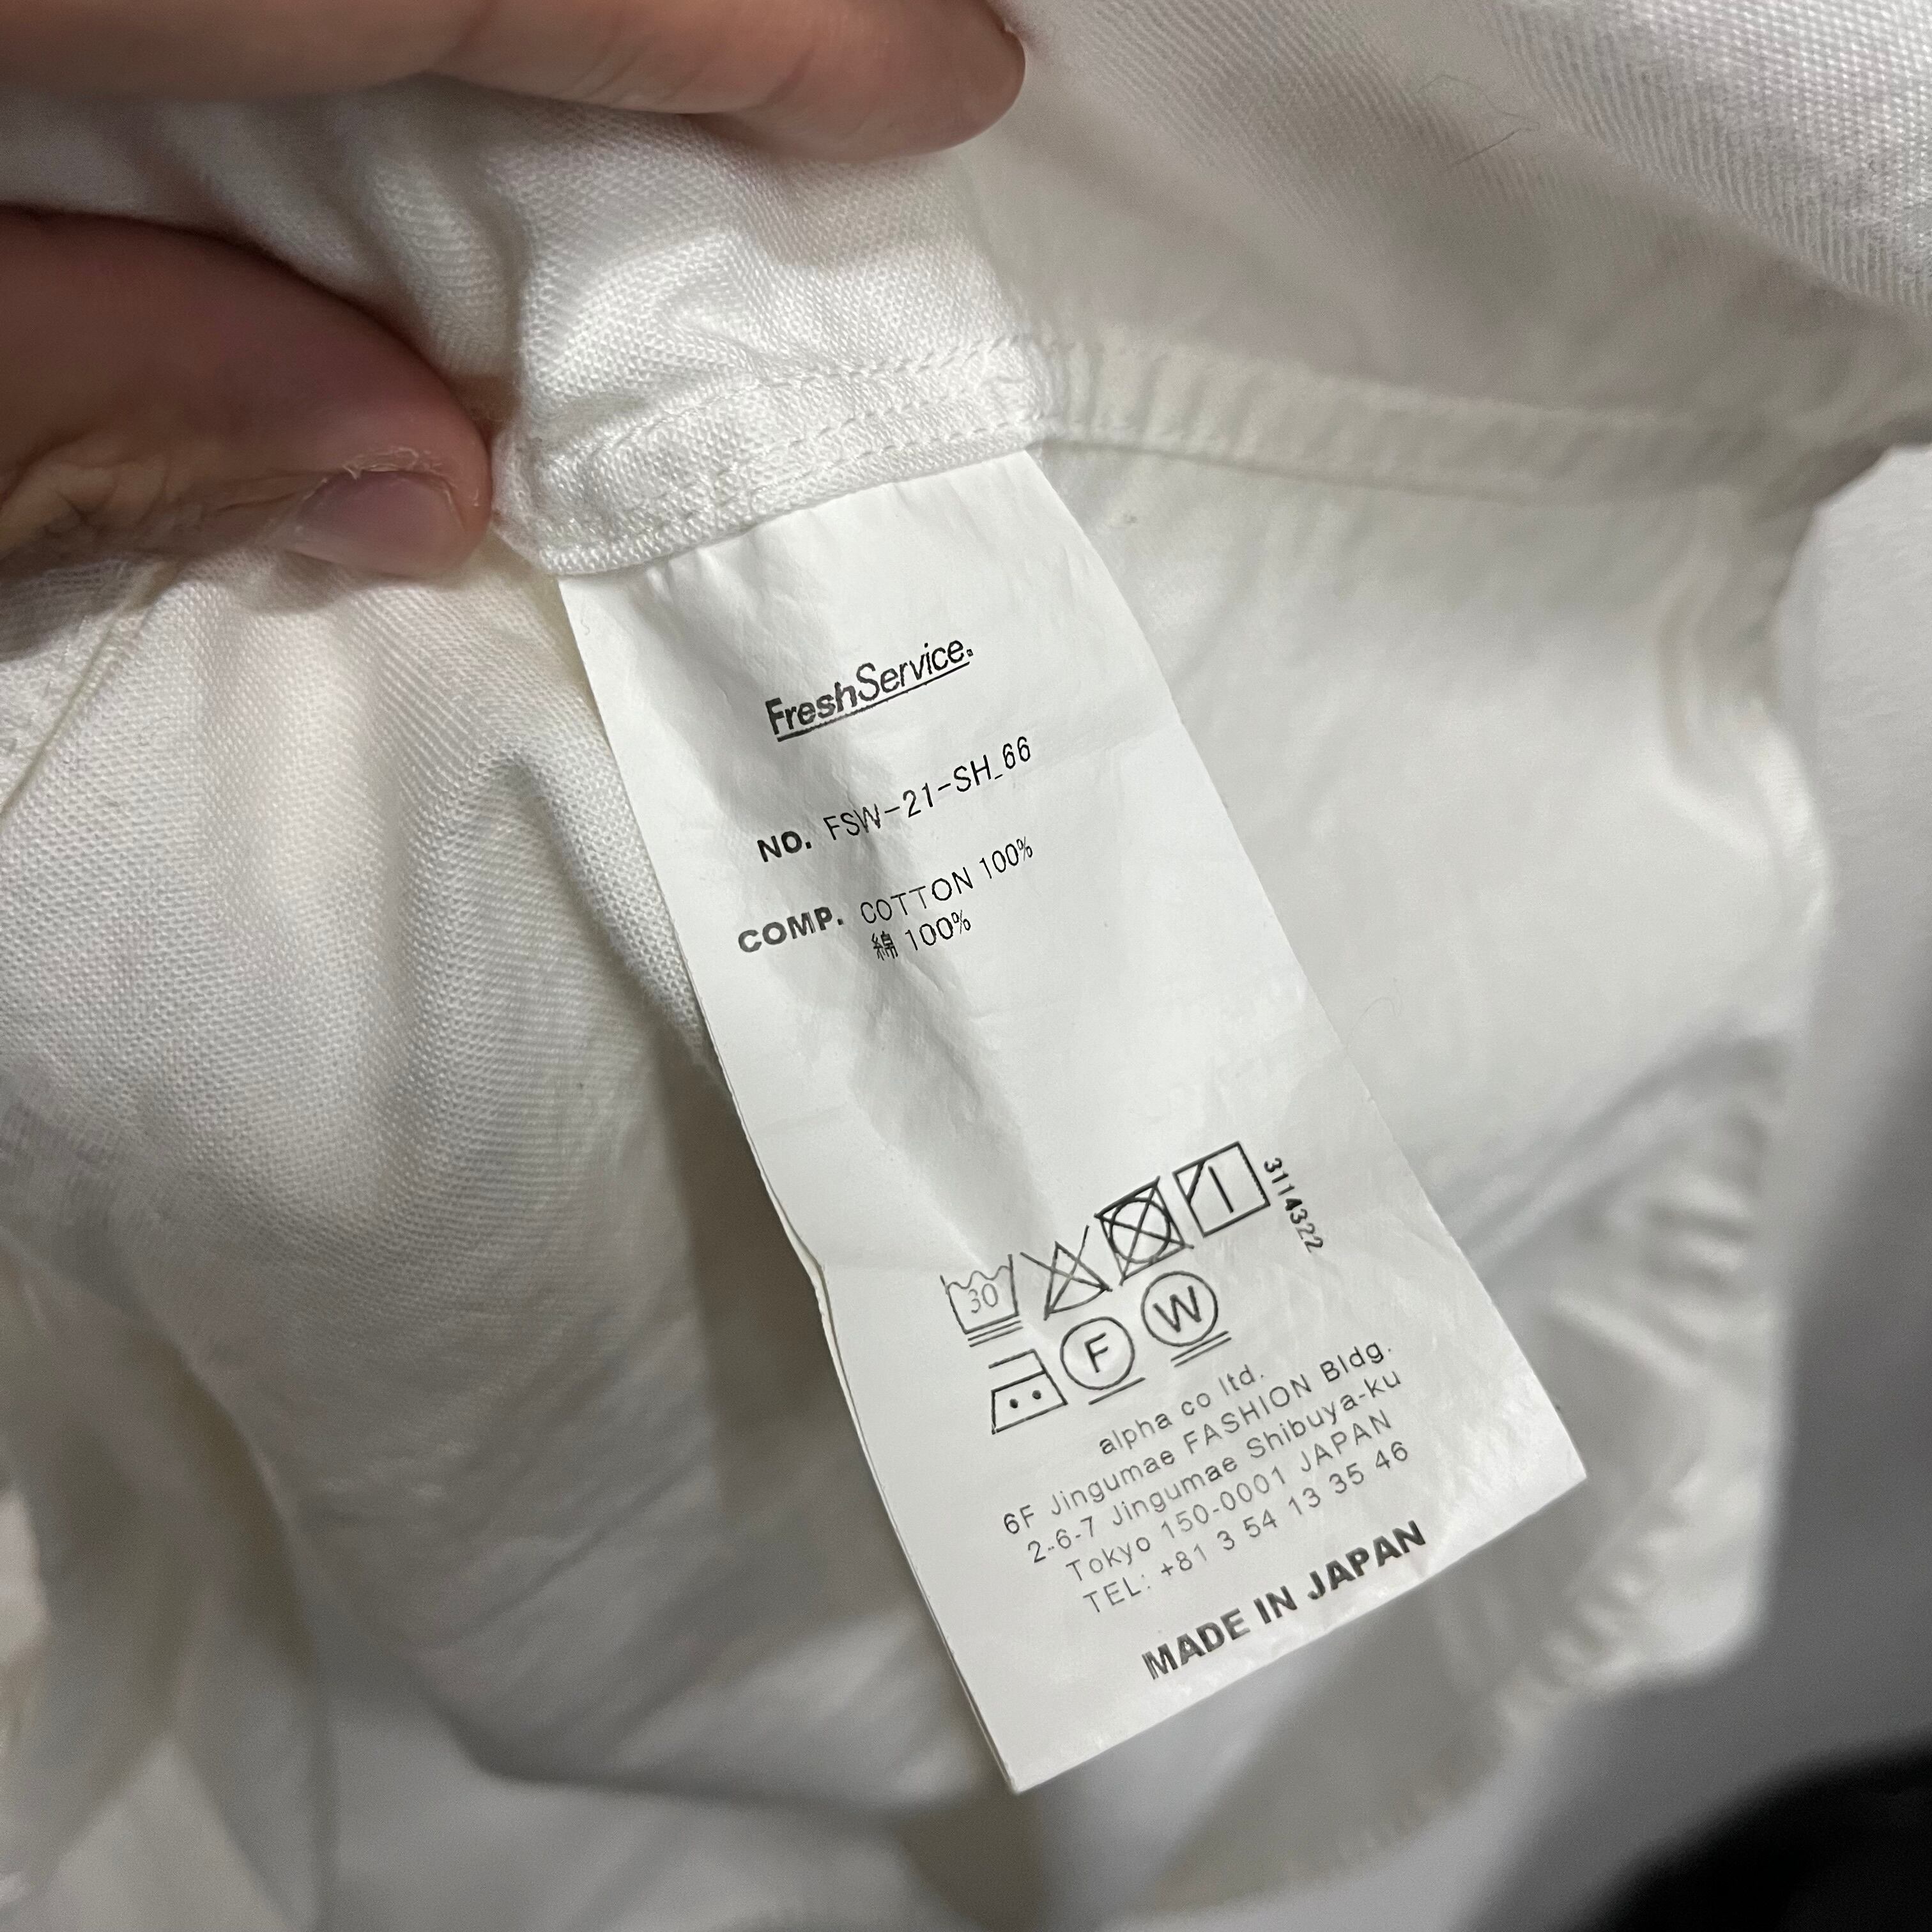 FreshService.
NO. FSW-21-SH_66
COMP. COTTON 100%
綿 100%
3114322
30
F W
alpha co ltd.
6F Jingumae FASHION Bldg.
2-6-7 Jingumae Shibuya-ku
Tokyo 150-0001 JAPAN
TEL: +81 3 54 13 35 46
MADE IN JAPAN